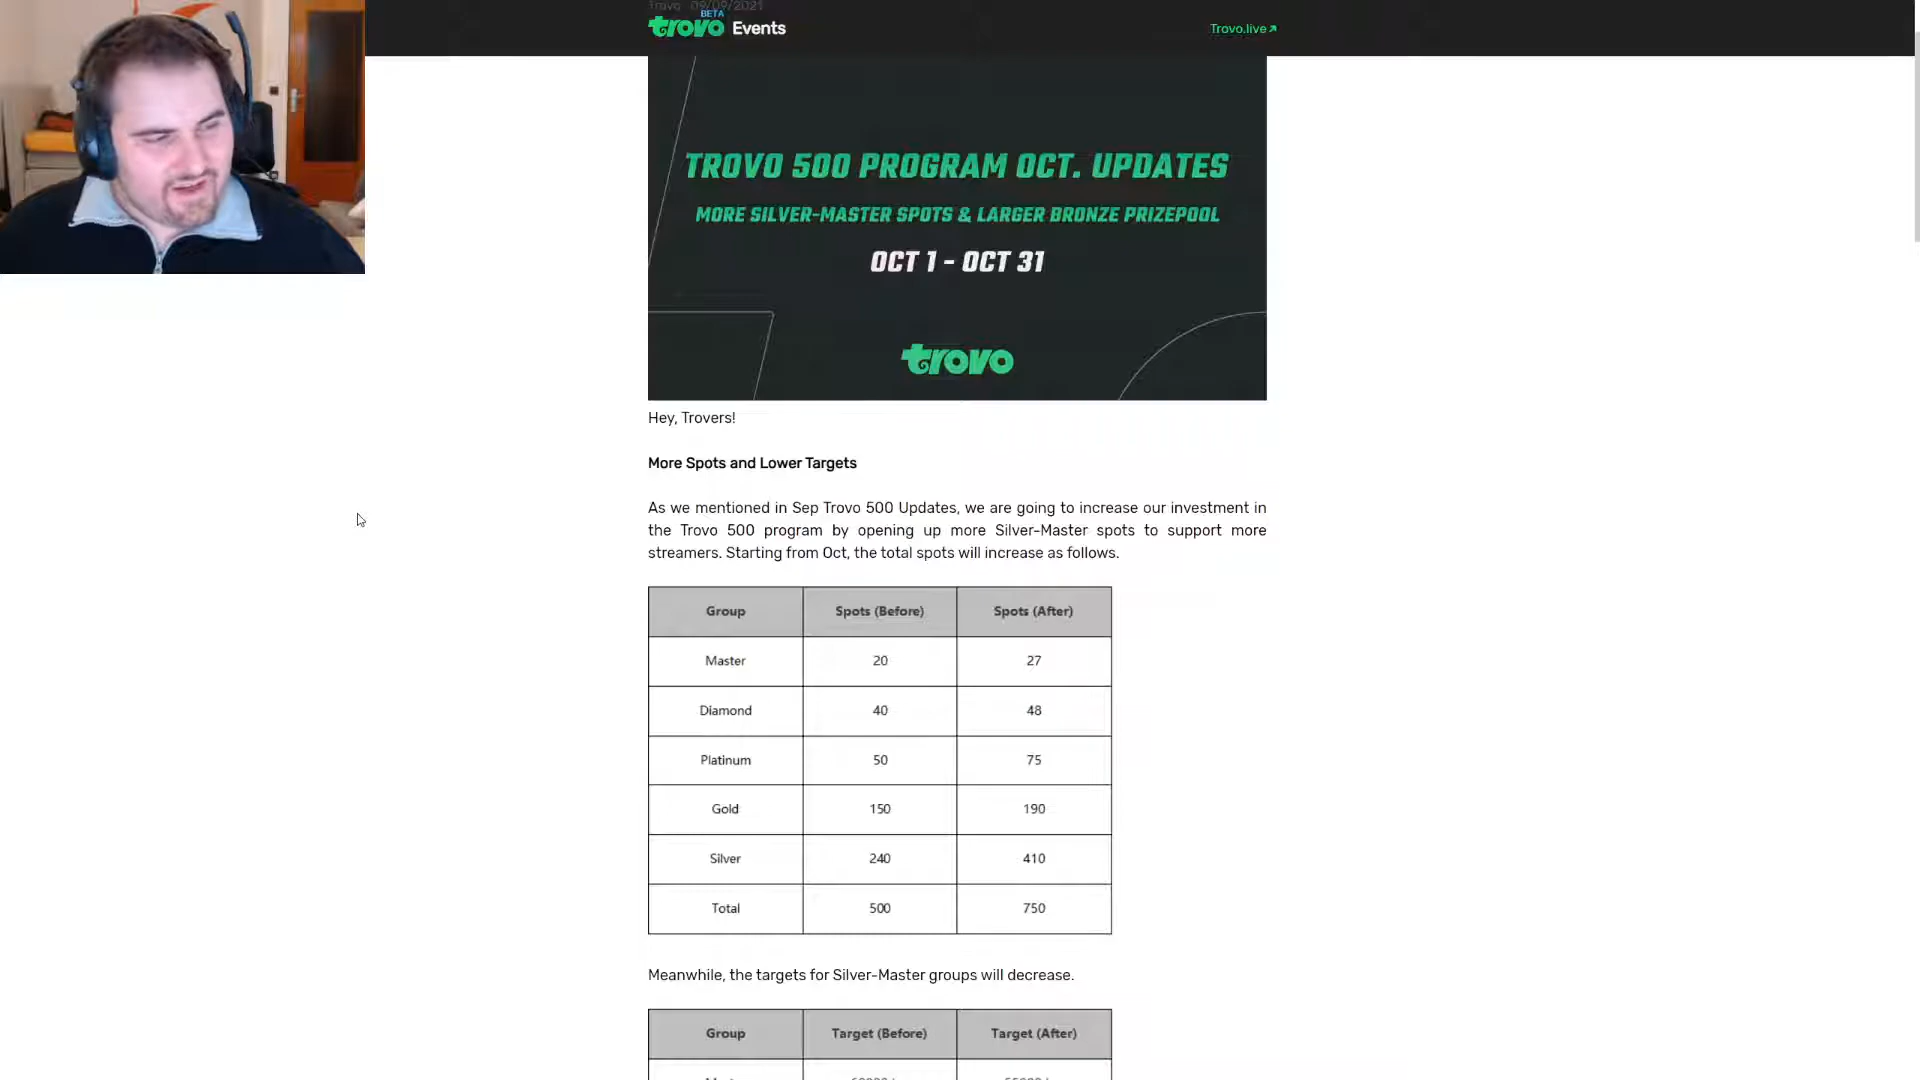 Trovo 09/09/2021
BETA
trovo Events
Trovo.live
TROVO 500 PROGRAM OCT. UPDATES
MORE SILVER-MASTER SPOTS & LARGER BRONZE PRIZEPOOL
OCT 1 - OCT 31
trovo
Hey, Trovers!
More Spots and Lower Targets
As we mentioned in Sep Trovo 500 Updates, we are going to increase our investment in
the Trovo 500 program by opening up more Silver-Master spots to support more
streamers. Starting from Oct, the total spots will increase as follows.
Group Spots (Before) Spots (After)
Master 20 27
Diamond 40 48
Platinum 50 75
Gold 150 190
Silver 240 410
Total 500 750
Meanwhile, the targets for Silver-Master groups will decrease.
Group Target (Before) Target (After)